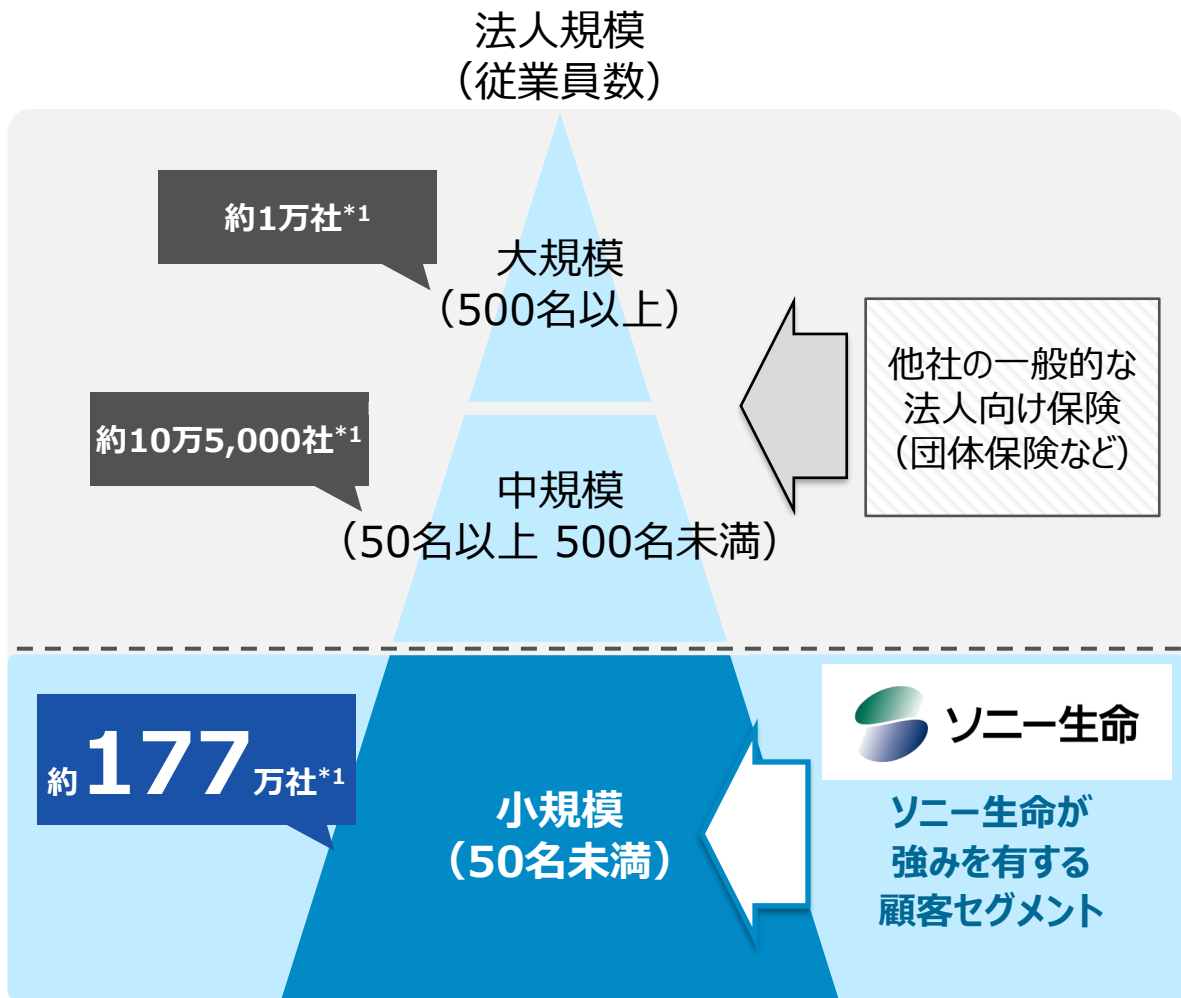 法人規模
（従業員数）
約1万社*1
大規模
（500名以上）
他社の一般的な
法人向け保険
（団体保険など）
約10万5,000社*1
中規模
（50名以上 500名未満）
約177万社*1
小規模
（50名未満）
ソニー生命
ソニー生命が
強みを有する
顧客セグメント